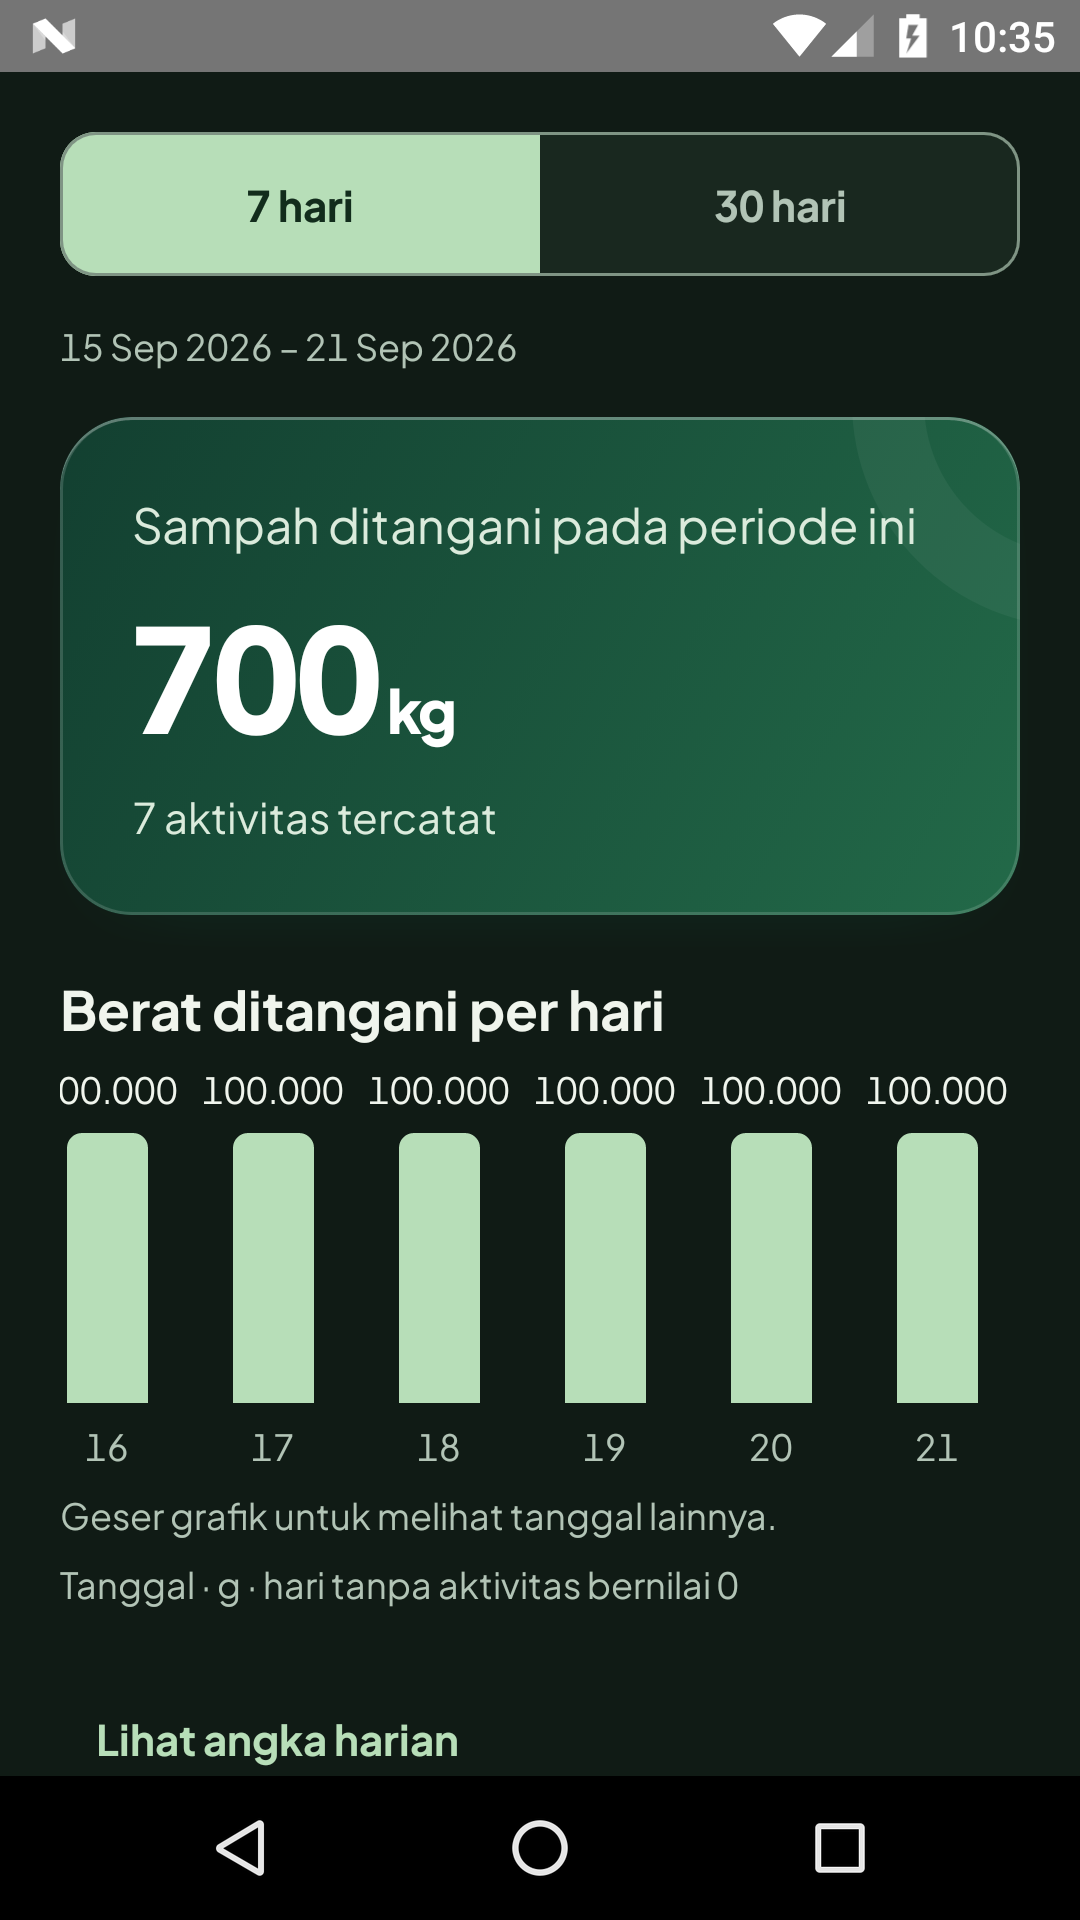 10:35
7 hari
30 hari
15 Sep 2026 – 21 Sep 2026
Sampah ditangani pada periode ini
700 kg
7 aktivitas tercatat
Berat ditangani per hari
00.000 100.000 100.000 100.000 100.000 100.000
16 17 18 19 20 21
Geser grafik untuk melihat tanggal lainnya.
Tanggal · g · hari tanpa aktivitas bernilai 0
Lihat angka harian